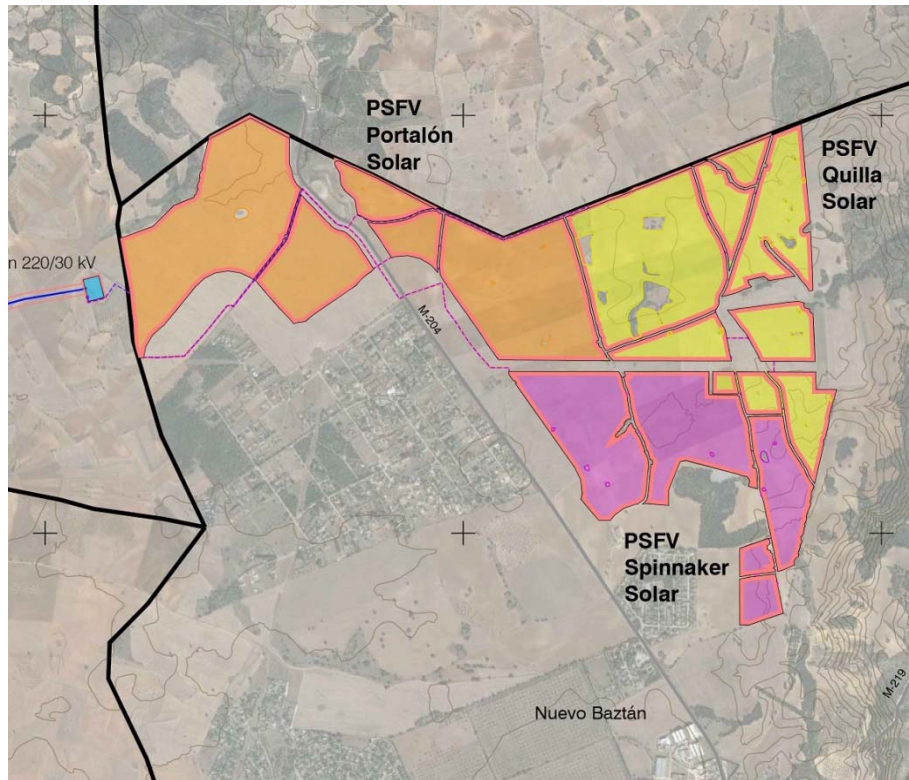 PSFV
Portalón
Solar
PSFV
Quilla
Solar
n 220/30 kV
M-204
PSFV
Spinnaker
Solar
M-219
Nuevo Baztán